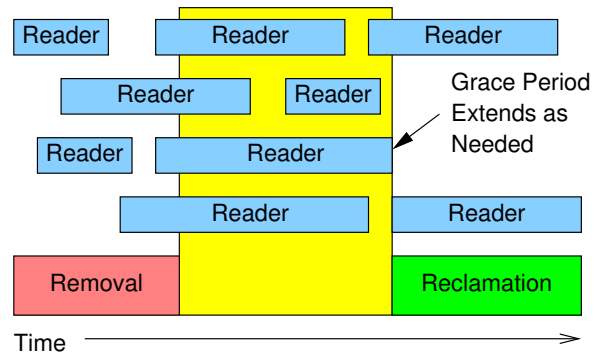 Reader
Reader
Reader
Reader
Reader
Grace Period
Extends as
Needed
Reader
Reader
Reader
Reader
Removal
Reclamation
Time